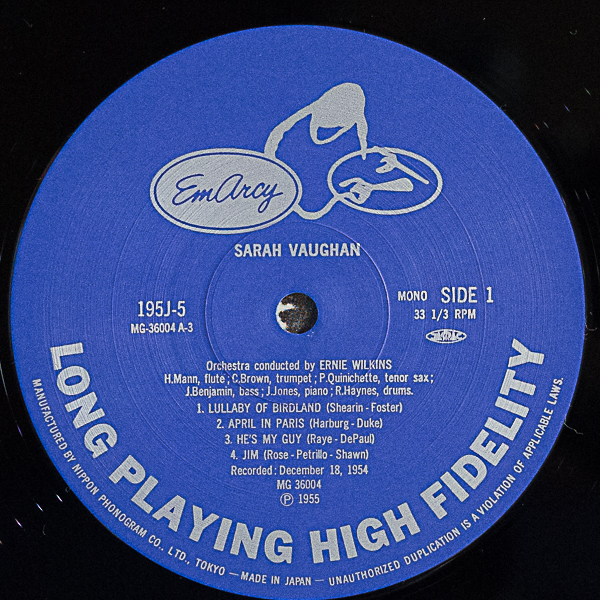 EmArcy
SARAH VAUGHAN
195J-5
MG-36004 A-3
MONO SIDE 1
33 1/3 RPM
Orchestra conducted by ERNIE WILKINS
H.Mann, flute ; C.Brown, trumpet ; P.Quinichette, tenor sax ;
J.Benjamin, bass ; J.Jones, piano ; R.Haynes, drums.
1. LULLABY OF BIRDLAND (Shearin - Foster)
2. APRIL IN PARIS (Harburg - Duke)
3. HE'S MY GUY (Raye - DePaul)
4. JIM (Rose - Petrillo - Shawn)
Recorded : December 18, 1954
MG 36004
Ⓟ 1955
LONG PLAYING HIGH FIDELITY
MANUFACTURED BY NIPPON PHONOGRAM CO., LTD., TOKYO — MADE IN JAPAN — UNAUTHORIZED DUPLICATION IS A VIOLATION OF APPLICABLE LAWS.